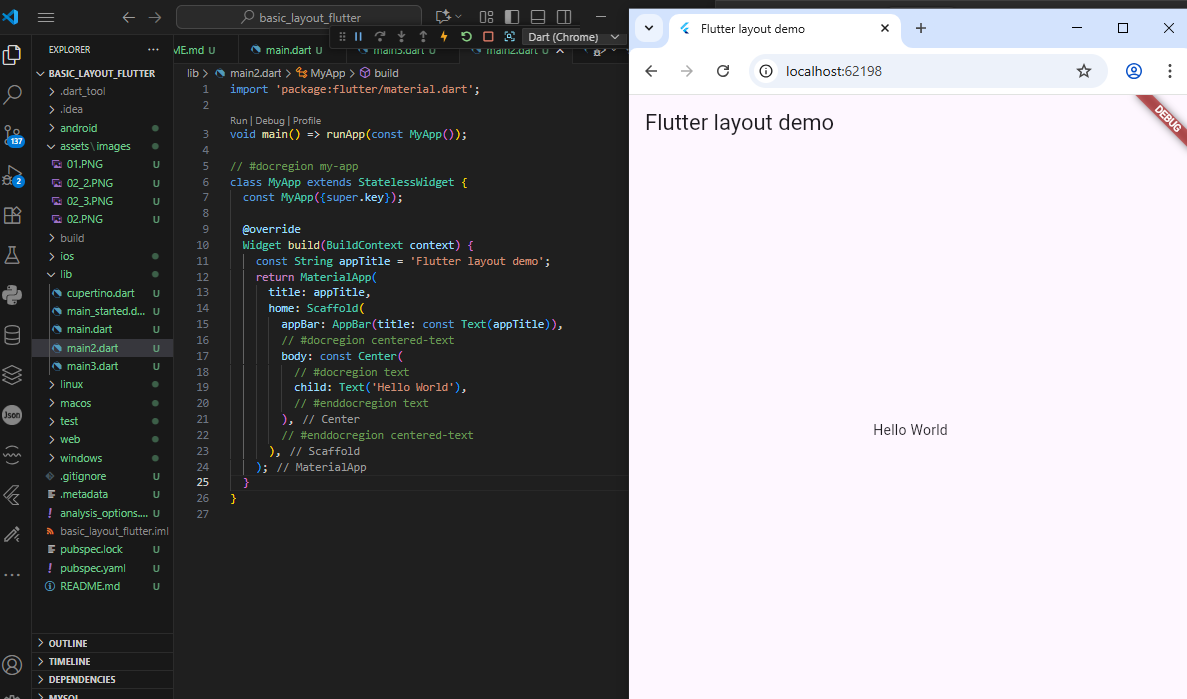 basic_layout_flutter
Dart (Chrome)
EXPLORER
BASIC_LAYOUT_FLUTTER
.dart_tool
.idea
android
assets\images
01.PNG U
02_2.PNG U
02_3.PNG U
02.PNG U
build
ios
lib
cupertino.dart U
main_started.d... U
main.dart U
main2.dart U
main3.dart U
linux
macos
test
web
windows
.gitignore U
.metadata U
analysis_options.... U
basic_layout_flutter.iml
pubspec.lock U
pubspec.yaml U
README.md U
OUTLINE
TIMELINE
DEPENDENCIES
MYSQL
137
2
Json
ME.md U
main.dart U
main3.dart U
main2.dart U
lib > main2.dart > MyApp > build
1 import 'package:flutter/material.dart';
2
Run | Debug | Profile
3 void main() => runApp(const MyApp());
4
5 // #docregion my-app
6 class MyApp extends StatelessWidget {
7 const MyApp({super.key});
8
9 @override
10 Widget build(BuildContext context) {
11 const String appTitle = 'Flutter layout demo';
12 return MaterialApp(
13 title: appTitle,
14 home: Scaffold(
15 appBar: AppBar(title: const Text(appTitle)),
16 // #docregion centered-text
17 body: const Center(
18 // #docregion text
19 child: Text('Hello World'),
20 // #enddocregion text
21 ), // Center
22 // #enddocregion centered-text
23 ), // Scaffold
24 ); // MaterialApp
25 }
26 }
27
Flutter layout demo
localhost:62198
Flutter layout demo
DEBUG
Hello World